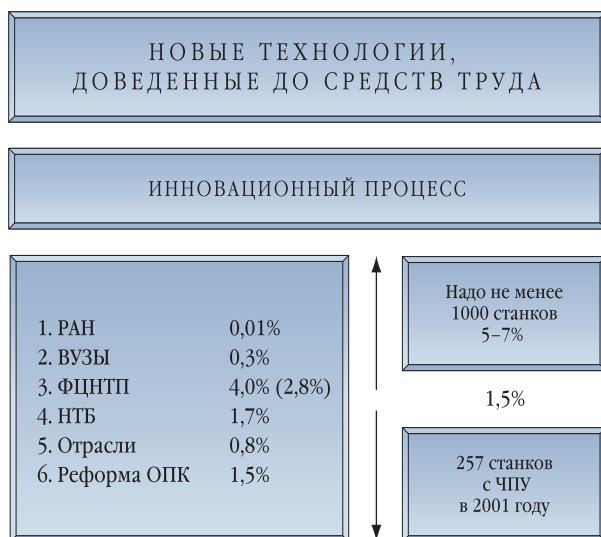 НОВЫЕ ТЕХНОЛОГИИ,
ДОВЕДЕННЫЕ ДО СРЕДСТВ ТРУДА
ИННОВАЦИОННЫЙ ПРОЦЕСС
1. РАН 0,01%
2. ВУЗЫ 0,3%
3. ФЦНТП 4,0% (2,8%)
4. НТБ 1,7%
5. Отрасли 0,8%
6. Реформа ОПК 1,5%
Надо не менее
1000 станков
5–7%
1,5%
257 станков
с ЧПУ
в 2001 году